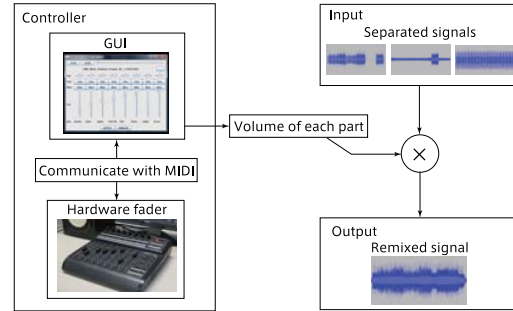 Controller
GUI
Communicate with MIDI
Hardware fader
Volume of each part
Input
Separated signals
×
Output
Remixed signal